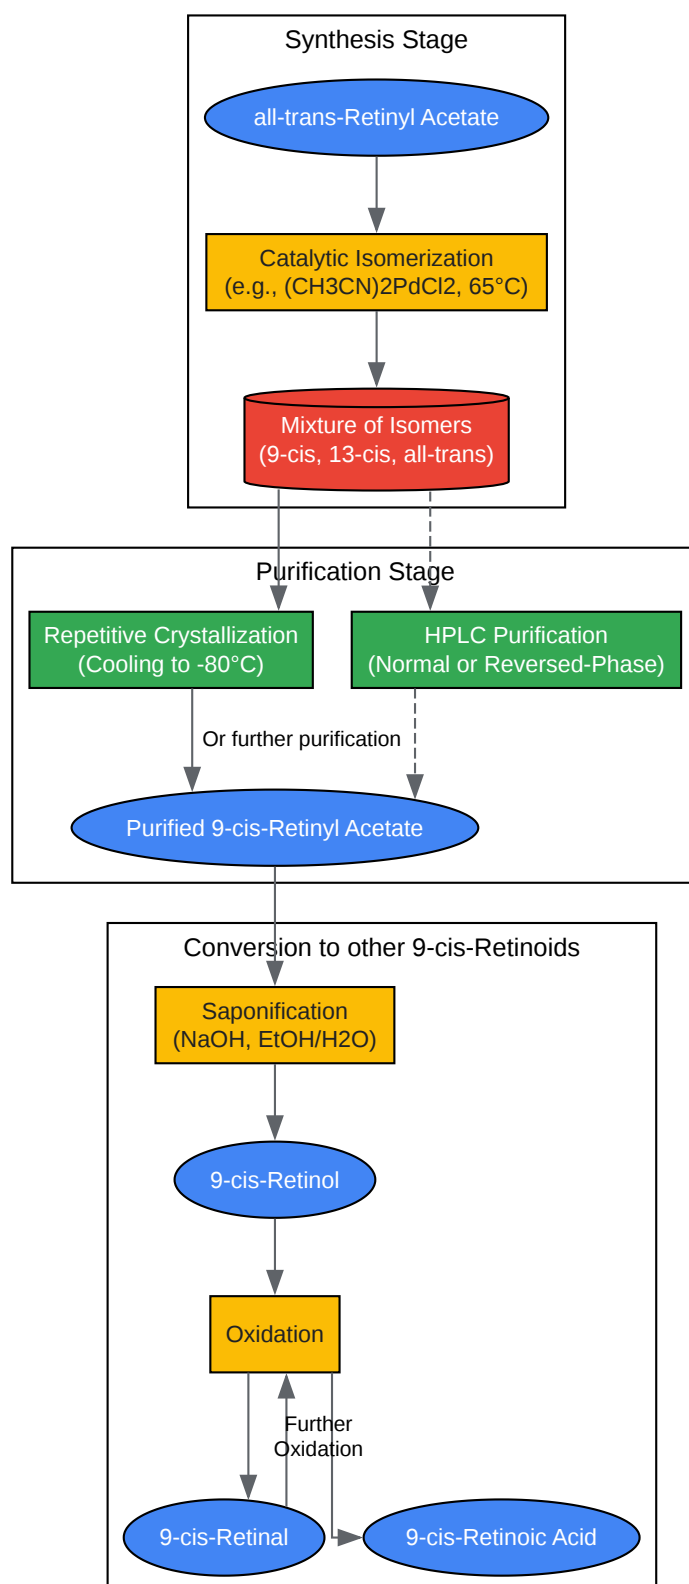 Synthesis Stage
all-trans-Retinyl Acetate
Catalytic Isomerization
(e.g., (CH3CN)2PdCl2, 65°C)
Mixture of Isomers
(9-cis, 13-cis, all-trans)
Purification Stage
Repetitive Crystallization
(Cooling to -80°C)
HPLC Purification
(Normal or Reversed-Phase)
Or further purification
Purified 9-cis-Retinyl Acetate
Conversion to other 9-cis-Retinoids
Saponification
(NaOH, EtOH/H2O)
9-cis-Retinol
Oxidation
Further
Oxidation
9-cis-Retinal
9-cis-Retinoic Acid